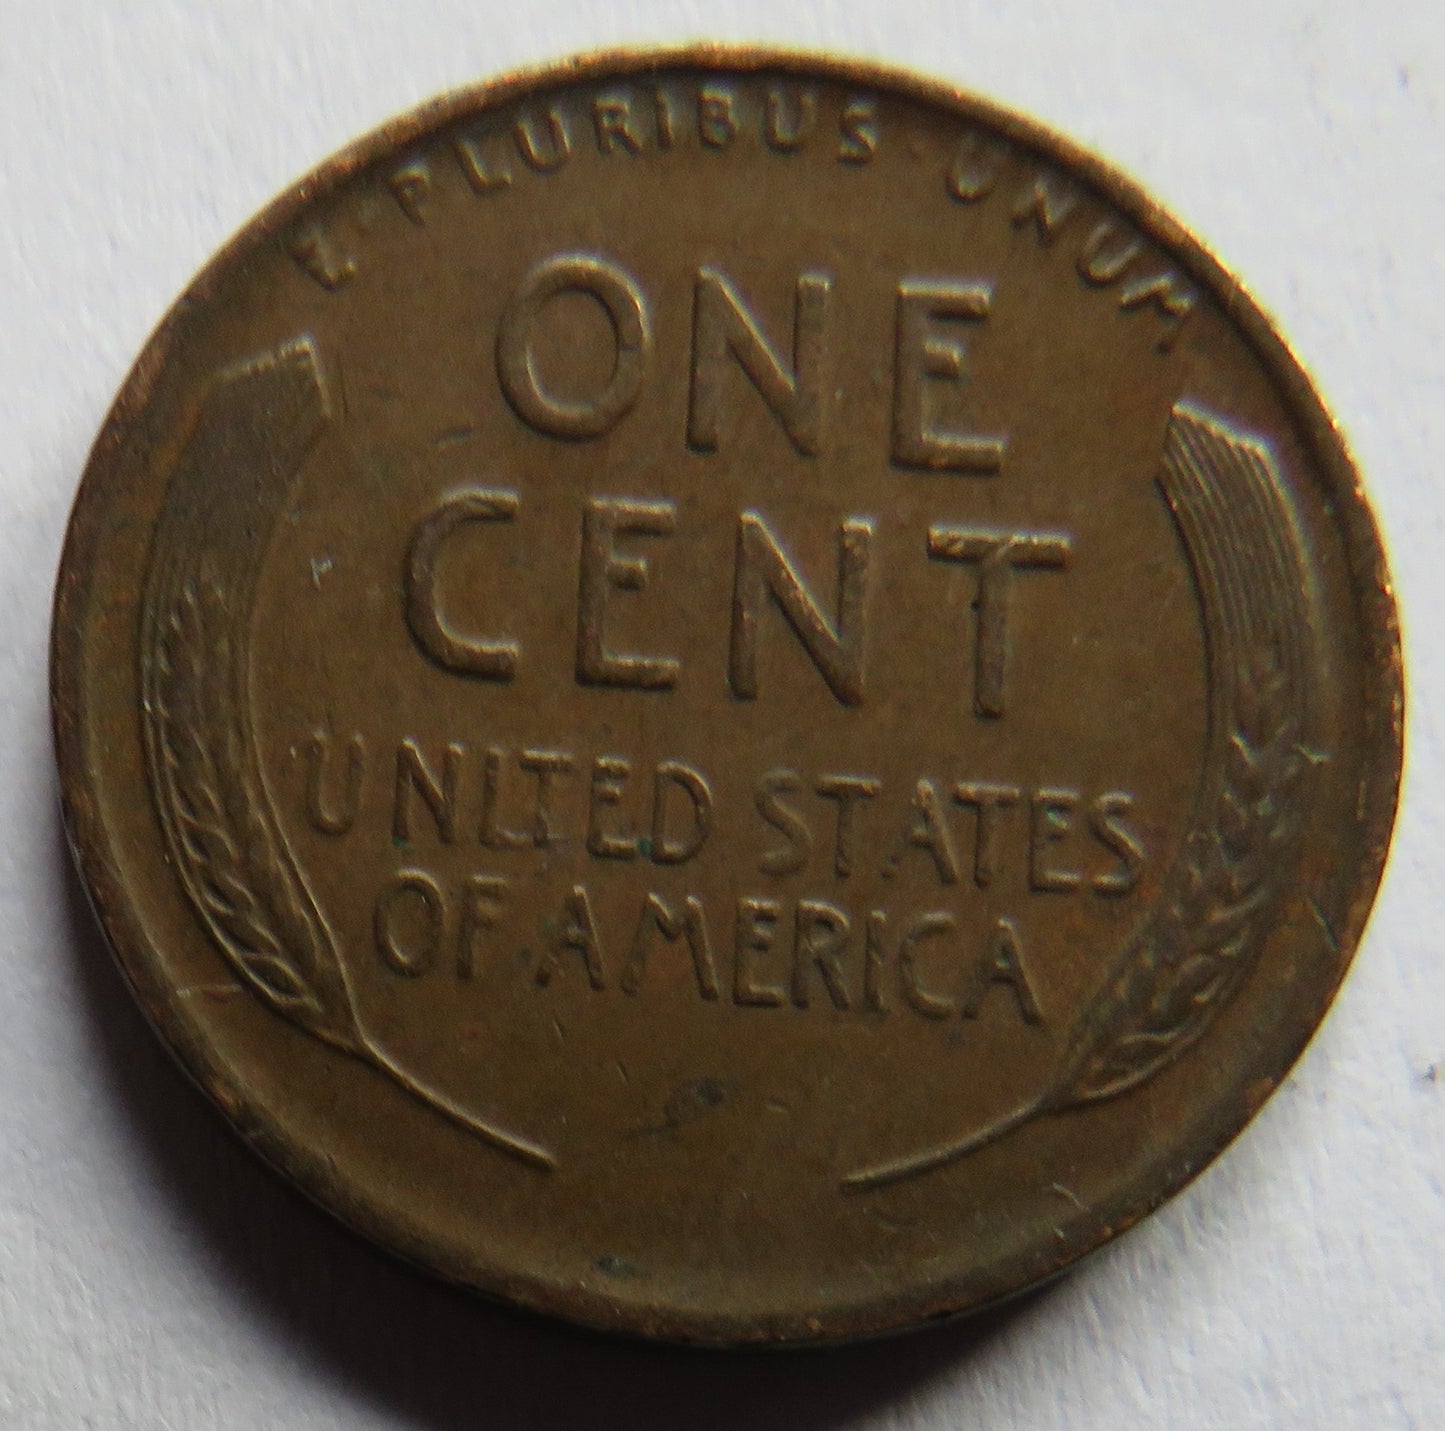 E · PLURIBUS · UNUM
ONE
CENT
UNITED STATES
OF AMERICA